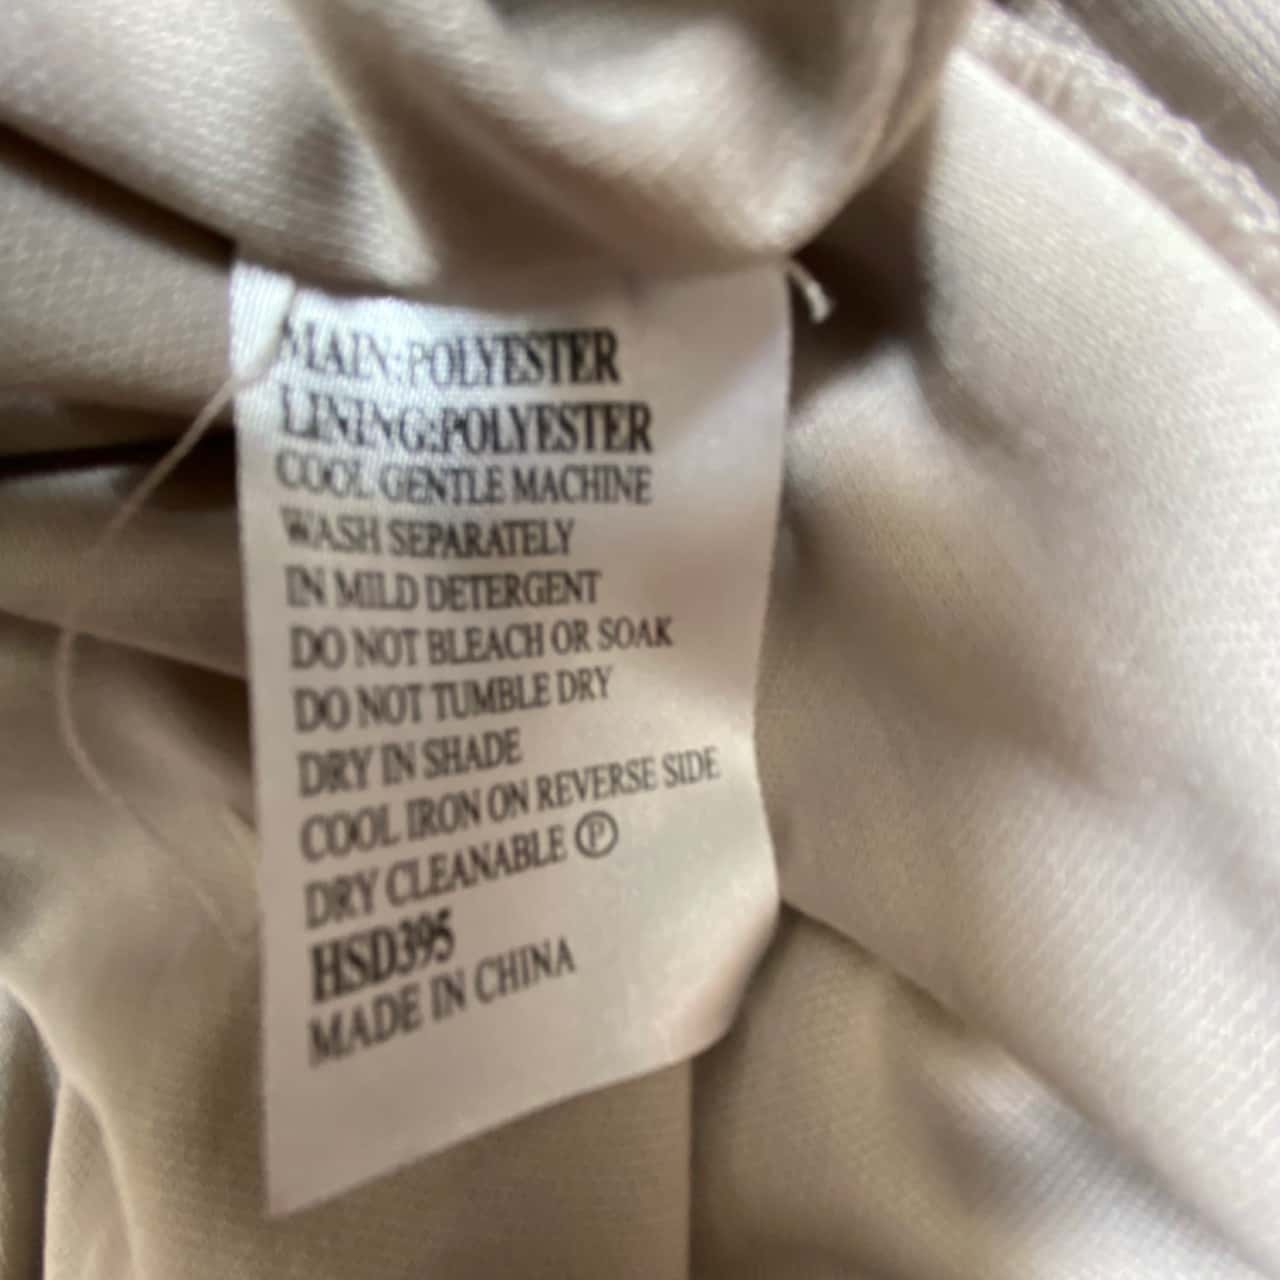 MAIN:POLYESTER
LINING:POLYESTER
COOL GENTLE MACHINE
WASH SEPARATELY
IN MILD DETERGENT
DO NOT BLEACH OR SOAK
DO NOT TUMBLE DRY
DRY IN SHADE
COOL IRON ON REVERSE SIDE
DRY CLEANABLE Ⓟ
HSD395
MADE IN CHINA